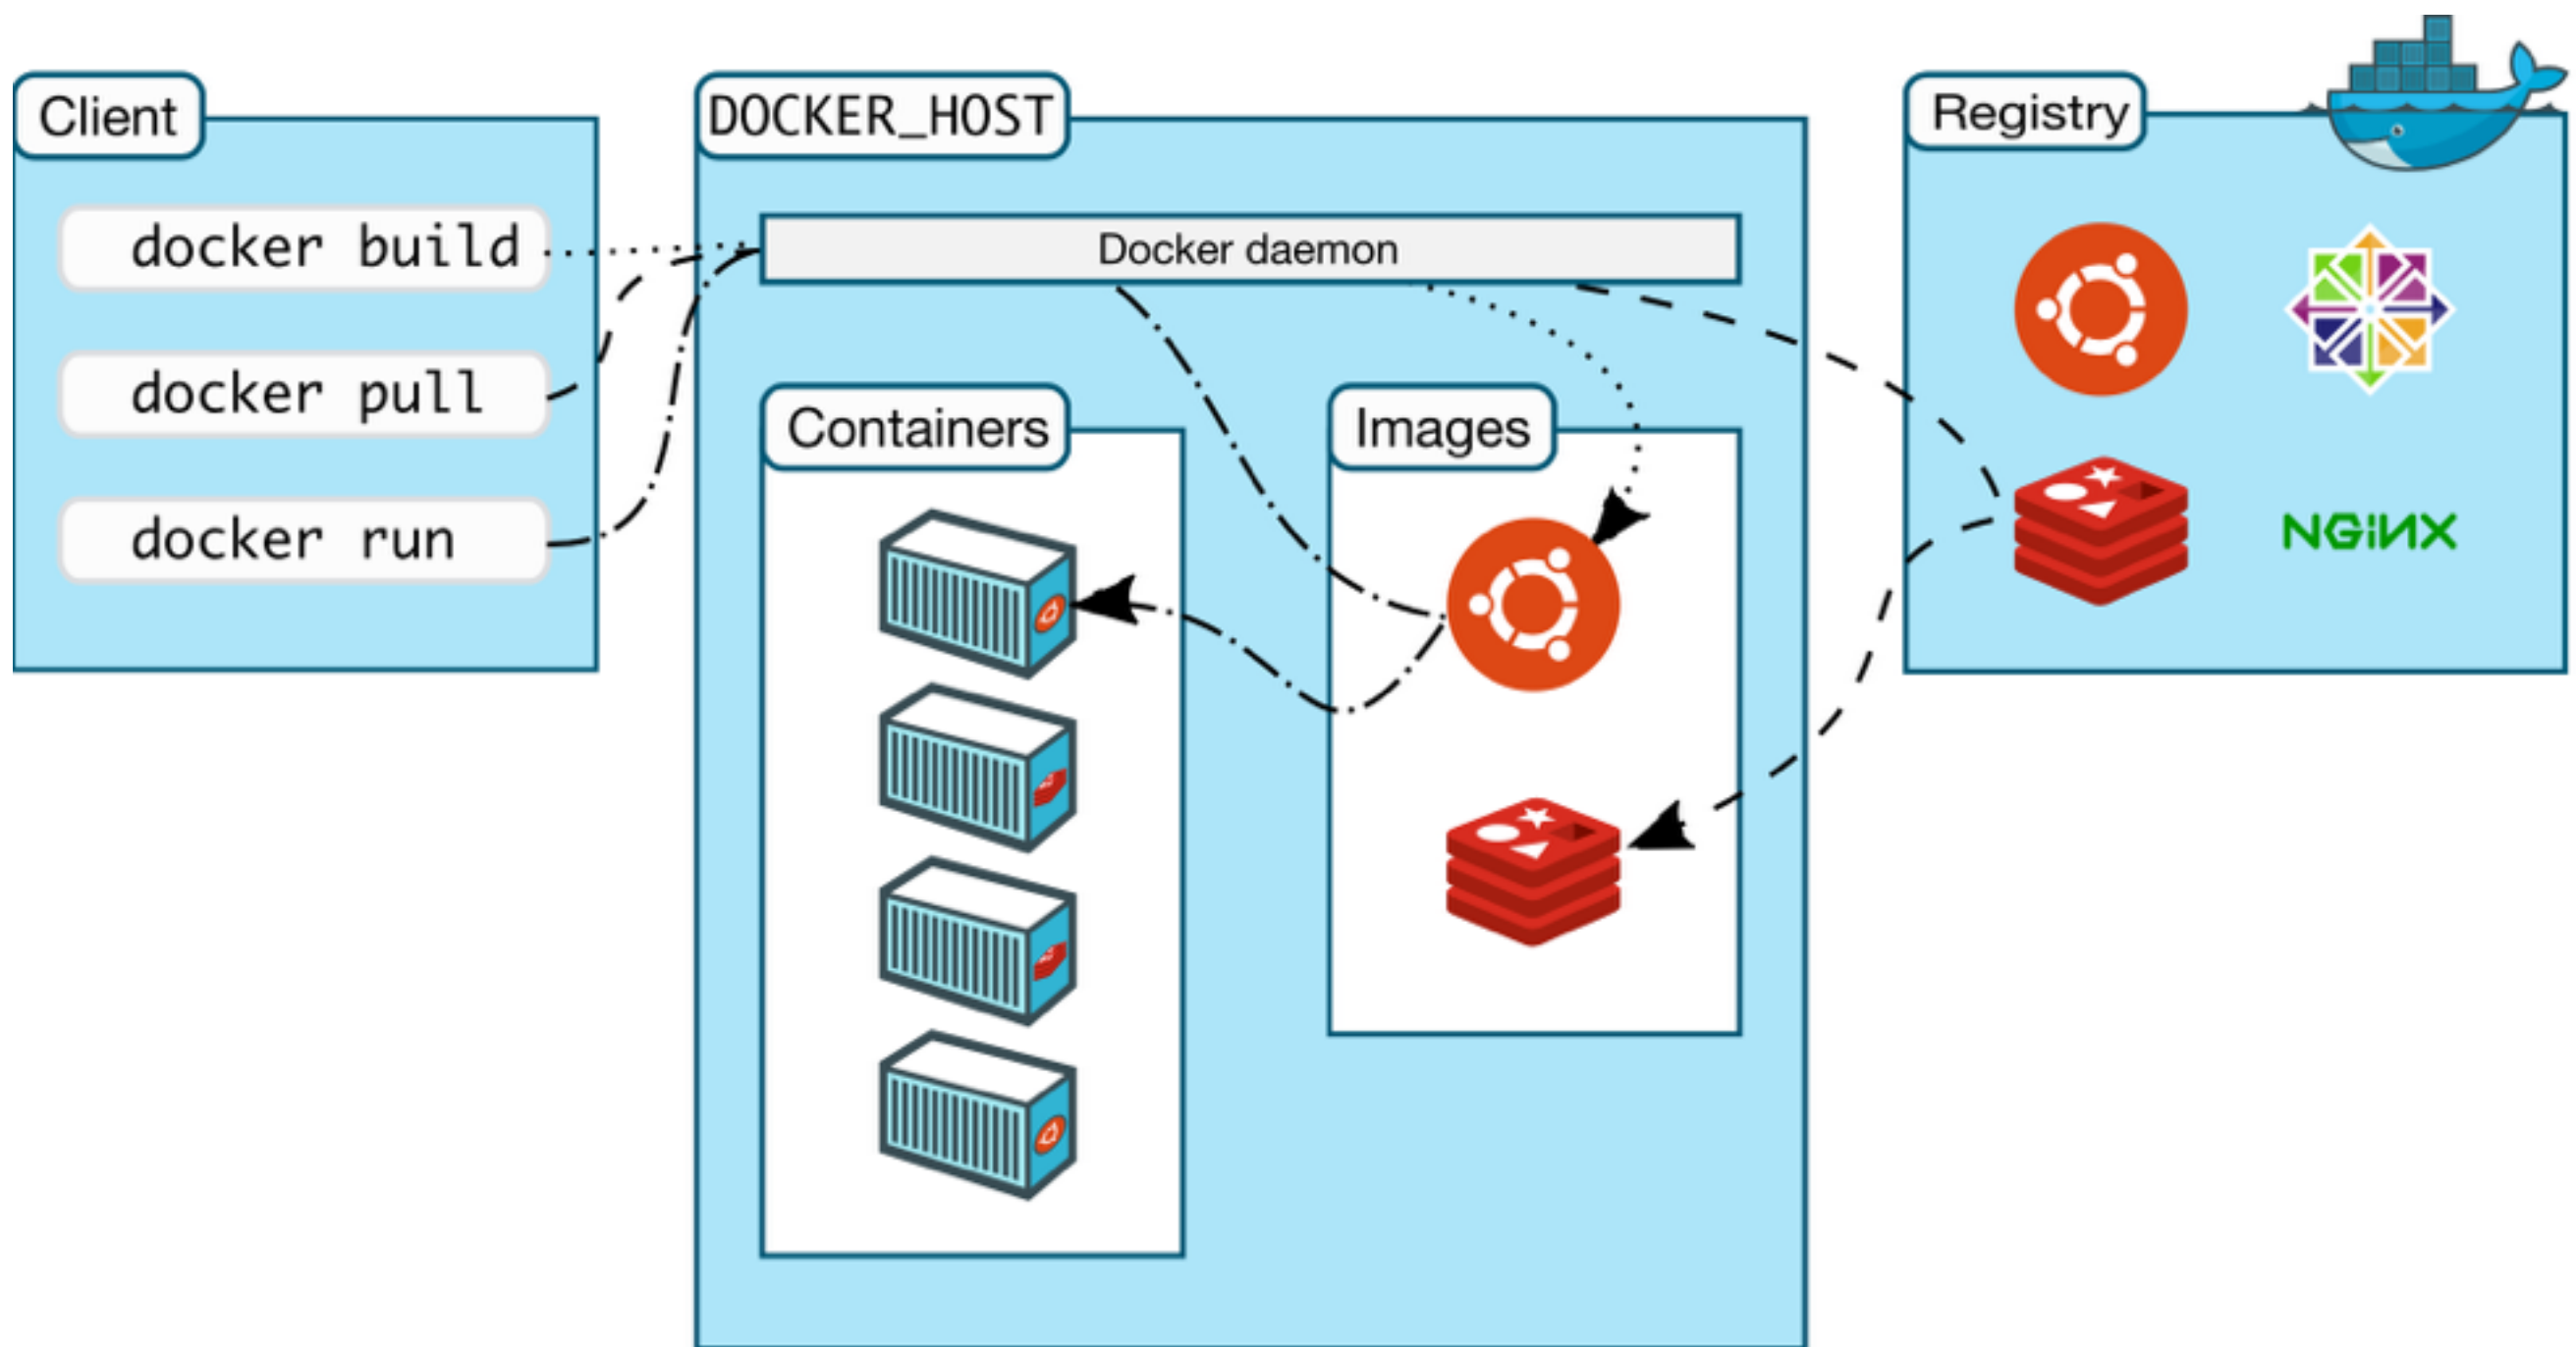 Client
docker build
docker pull
docker run
DOCKER_HOST
Docker daemon
Containers
Images
Registry
NGiNX